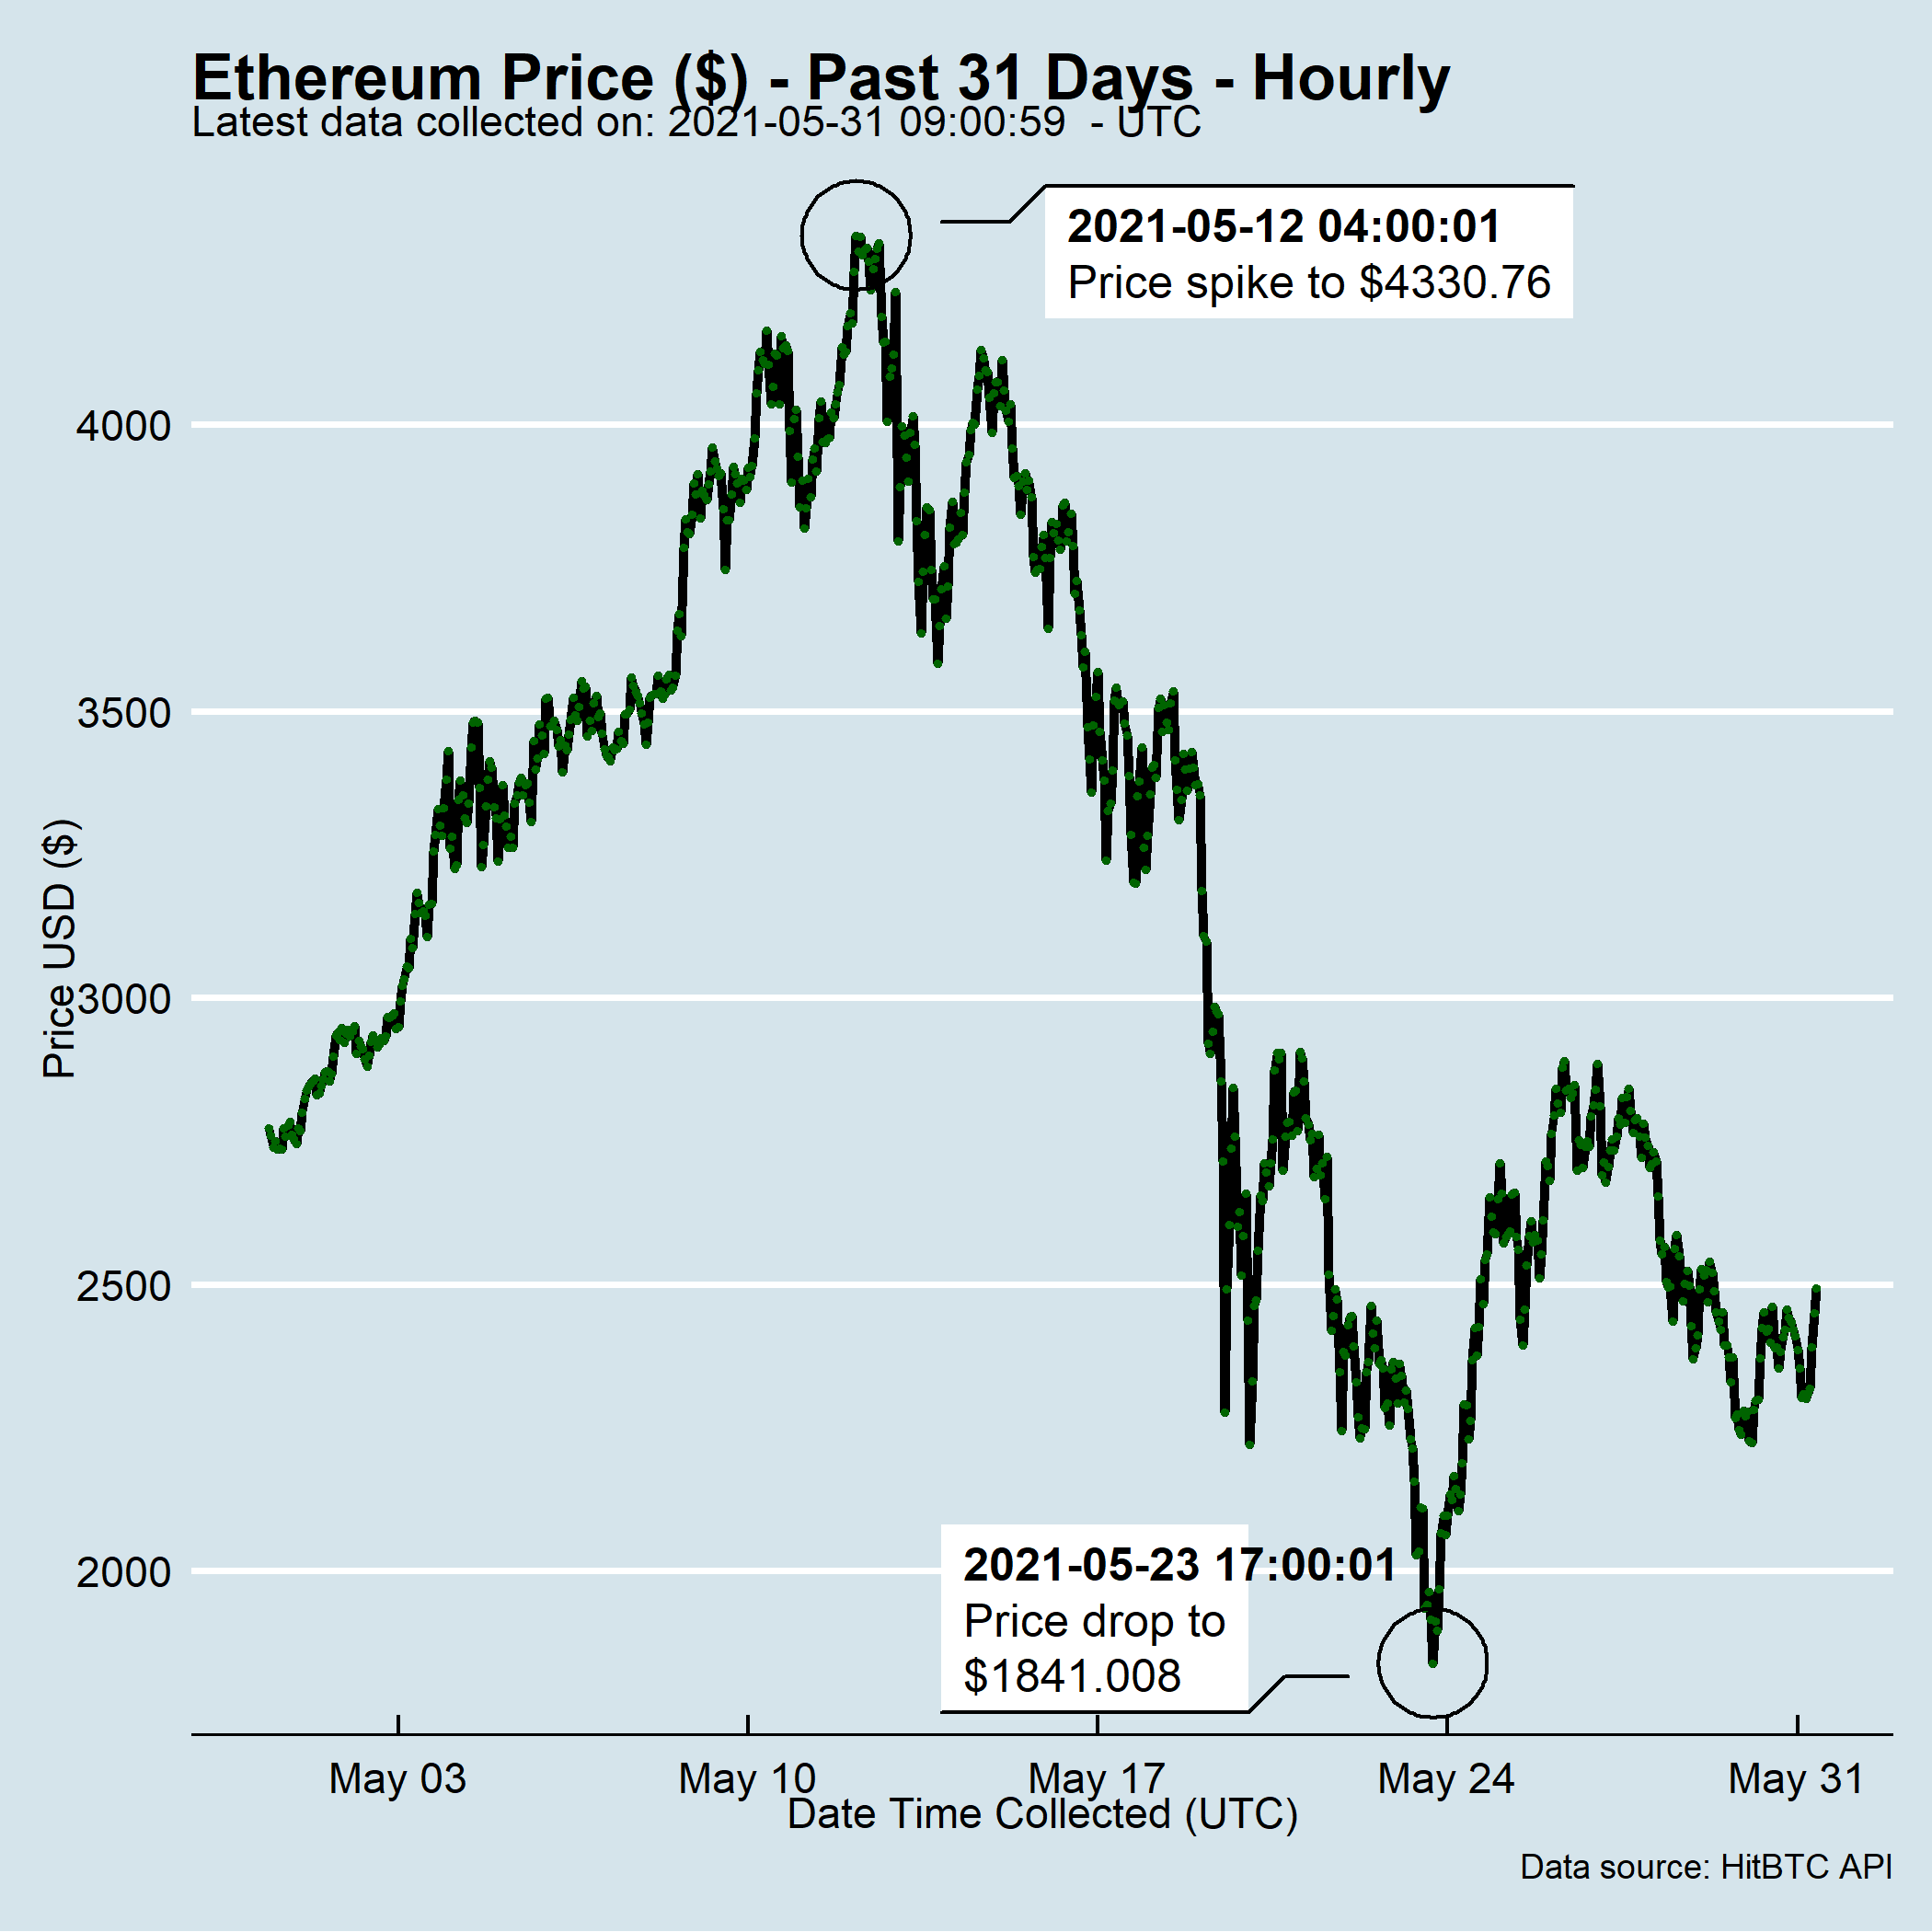 Ethereum Price ($) - Past 31 Days - Hourly
Latest data collected on: 2021-05-31 09:00:59  - UTC
2021-05-12 04:00:01
Price spike to $4330.76
4000
3500
3000
2500
2000
Price USD ($)
2021-05-23 17:00:01
Price drop to
$1841.008
May 03
May 10
May 17
May 24
May 31
Date Time Collected (UTC)
Data source: HitBTC API